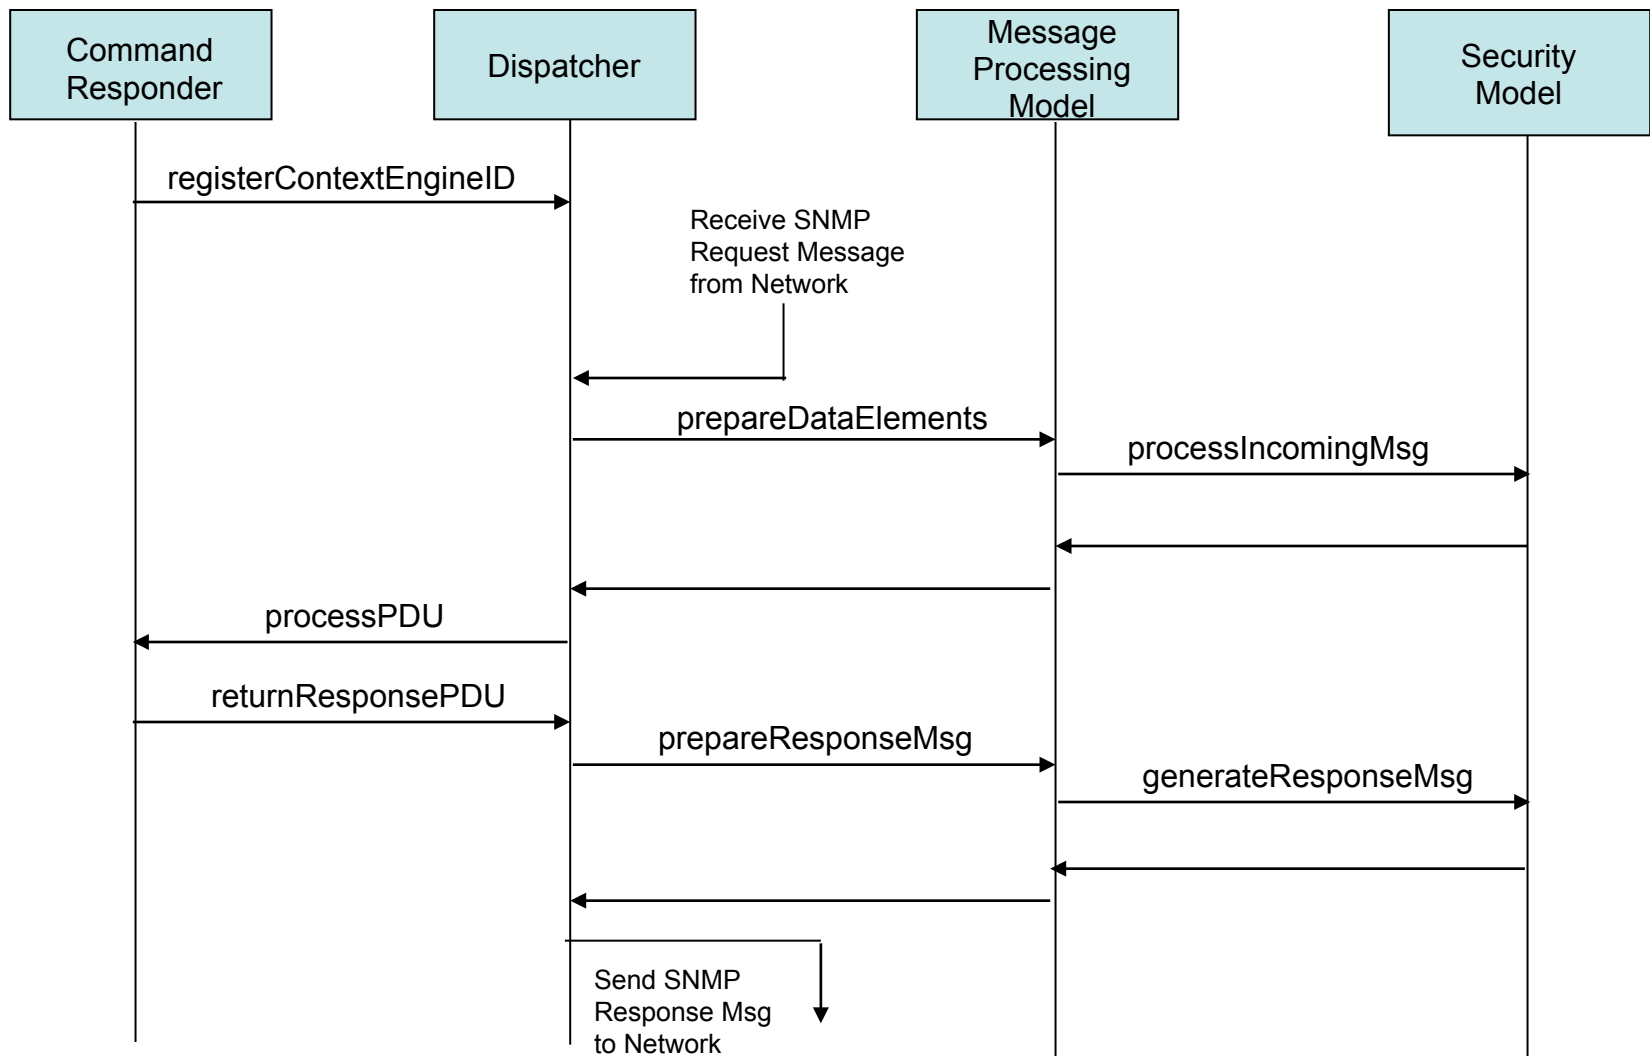 Command
Responder
Dispatcher
Message
Processing
Model
Security
Model
registerContextEngineID
Receive SNMP
Request Message
from Network
prepareDataElements
processIncomingMsg
processPDU
returnResponsePDU
prepareResponseMsg
generateResponseMsg
Send SNMP
Response Msg
to Network